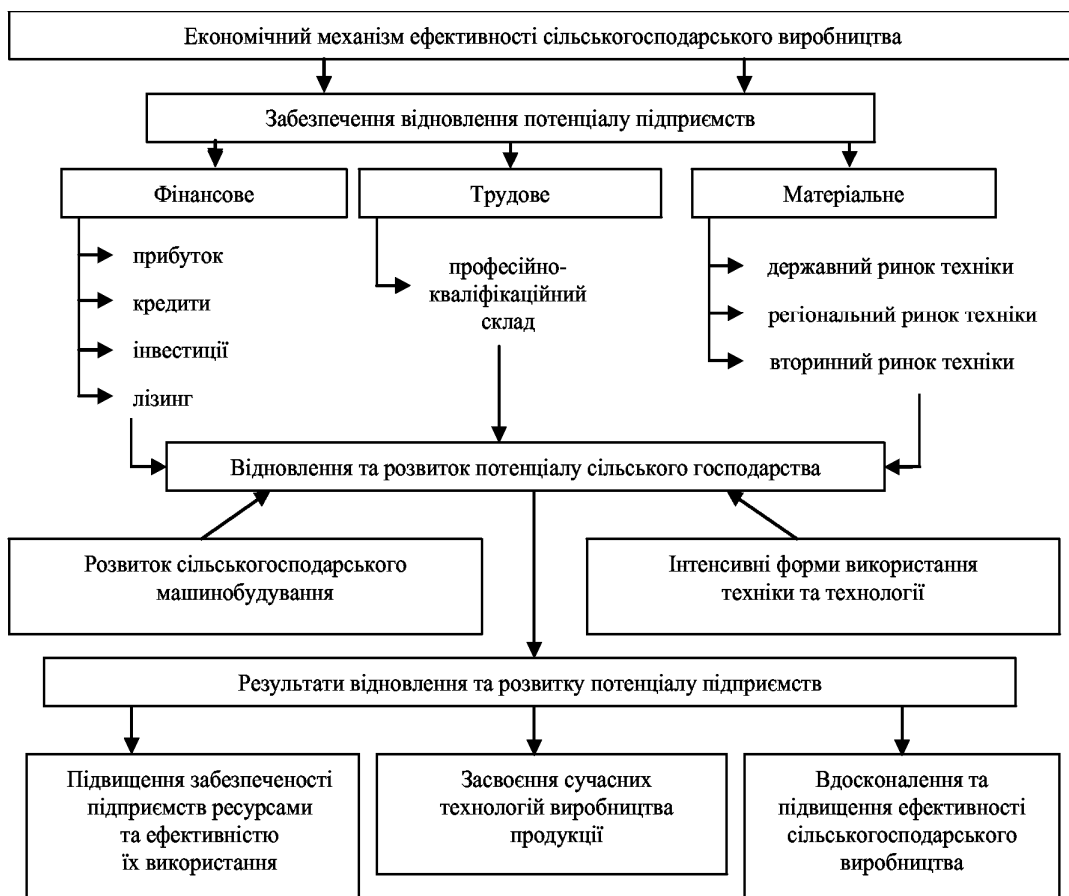 Економічний механізм ефективності сільськогосподарського виробництва
Забезпечення відновлення потенціалу підприємств
Фінансове
Трудове
Матеріальне
прибуток
кредити
інвестиції
лізинг
професійно-
кваліфікаційний
склад
державний ринок техніки
регіональний ринок техніки
вторинний ринок техніки
Відновлення та розвиток потенціалу сільського господарства
Розвиток сільськогосподарського
машинобудування
Інтенсивні форми використання
техніки та технології
Результати відновлення та розвитку потенціалу підприємств
Підвищення забезпеченості
підприємств ресурсами
та ефективністю
їх використання
Засвоєння сучасних
технологій виробництва
продукції
Вдосконалення та
підвищення ефективності
сільськогосподарського
виробництва